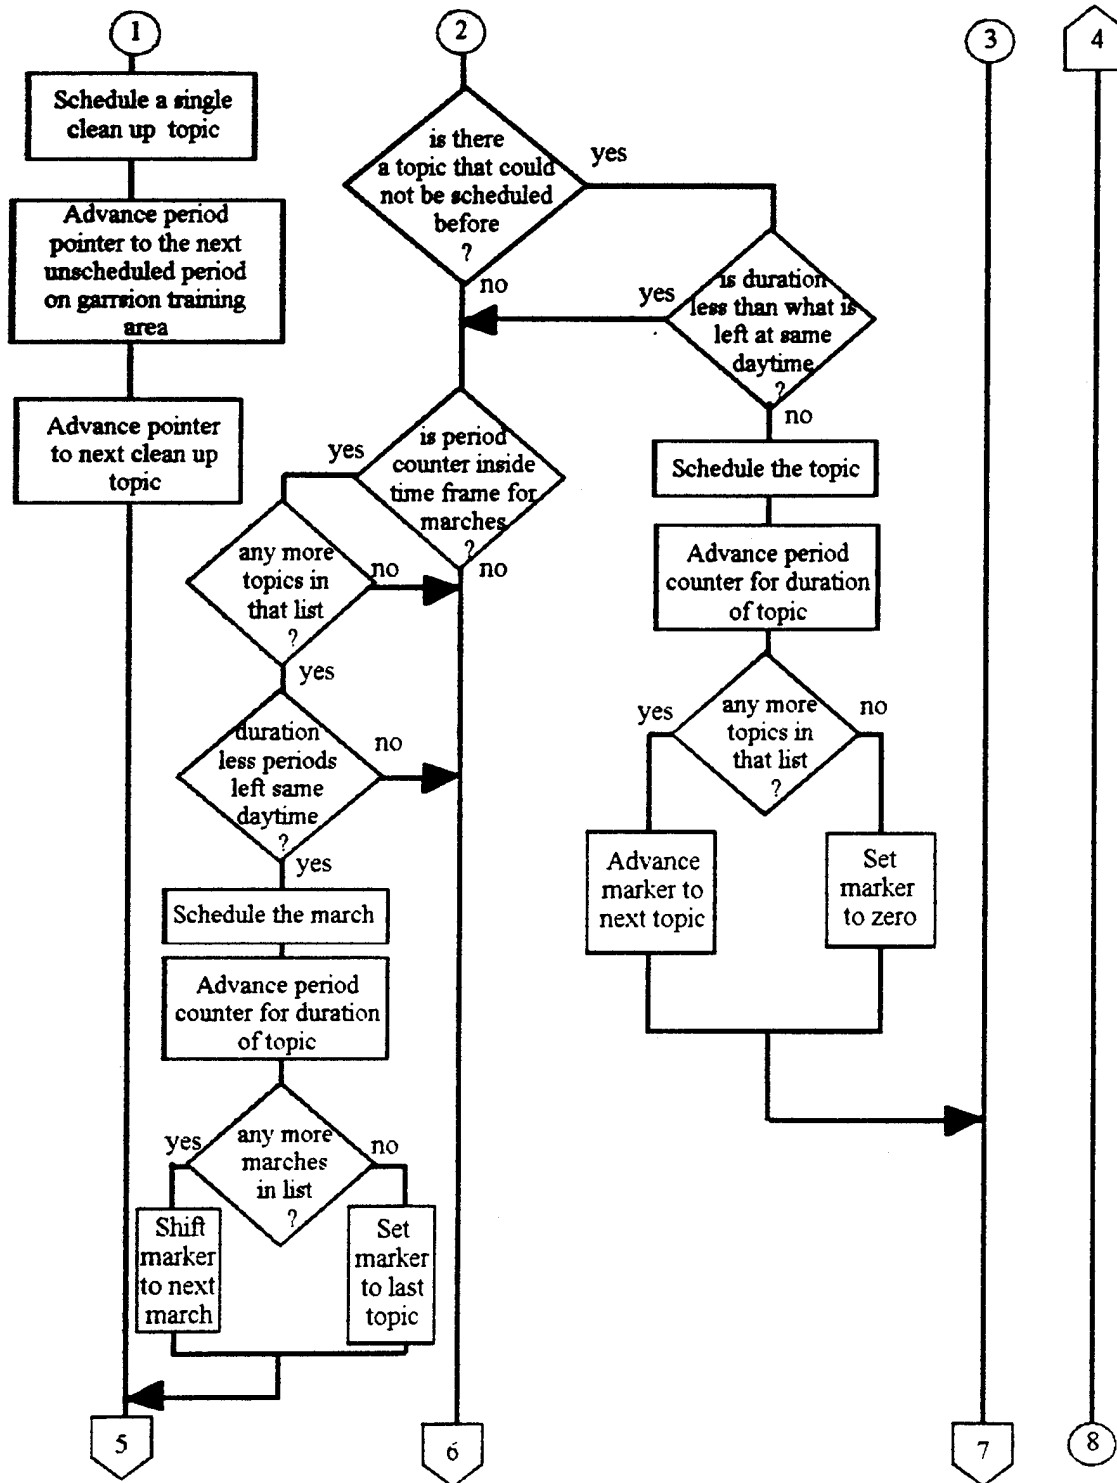 1
2
3
4
Schedule a single
clean up topic
Advance period
pointer to the next
unscheduled period
on garrsion training
area
Advance pointer
to next clean up
topic
is there
a topic that could
not be scheduled
before
?
yes
no
is duration
less than what is
left at same
daytime
?
yes
no
Schedule the topic
Advance period
counter for duration
of topic
any more
topics in
that list
?
yes
no
Advance
marker to
next topic
Set
marker
to zero
is period
counter inside
time frame for
marches
?
yes
no
any more
topics in
that list
?
no
yes
duration
less periods
left same
daytime
?
no
yes
Schedule the march
Advance period
counter for duration
of topic
any more
marches
in list
?
yes
no
Shift
marker
to next
march
Set
marker
to last
topic
5
6
7
8